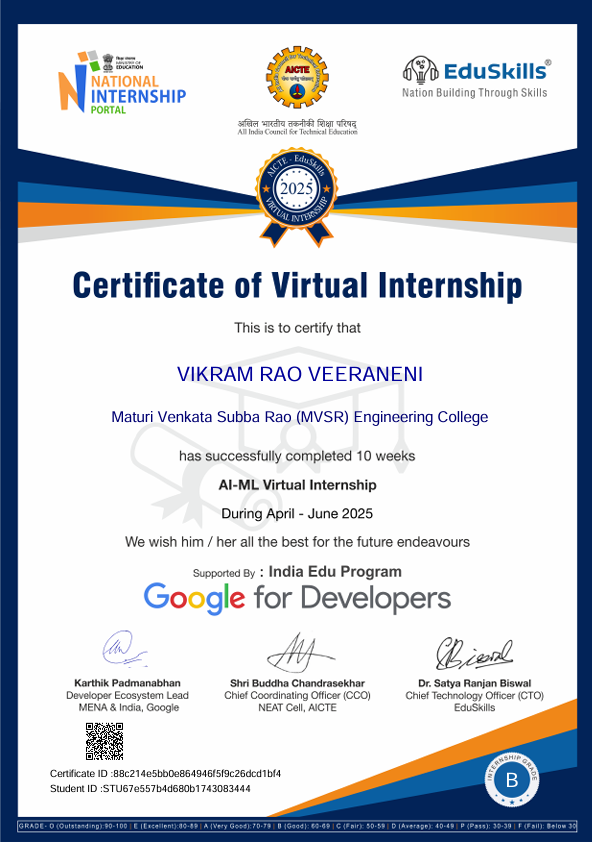 शिक्षा मंत्रालय
MINISTRY OF
EDUCATION
NATIONAL
INTERNSHIP
PORTAL
AICTE
अखिल भारतीय तकनीकी शिक्षा परिषद्
All India Council for Technical Education
EduSkills®
Nation Building Through Skills
AICTE - EduSkills
2025
VIRTUAL INTERNSHIP
Certificate of Virtual Internship
This is to certify that
VIKRAM RAO VEERANENI
Maturi Venkata Subba Rao (MVSR) Engineering College
has successfully completed 10 weeks
AI-ML Virtual Internship
During April - June 2025
We wish him / her all the best for the future endeavours
Supported By : India Edu Program
Google for Developers
Karthik Padmanabhan
Developer Ecosystem Lead
MENA & India, Google
Shri Buddha Chandrasekhar
Chief Coordinating Officer (CCO)
NEAT Cell, AICTE
Dr. Satya Ranjan Biswal
Chief Technology Officer (CTO)
EduSkills
Certificate ID :88c214e5bb0e864946f5f9c26dcd1bf4
Student ID :STU67e557b4d680b1743083444
INTERNSHIP GRADE
B
GRADE- O (Outstanding):90-100 | E (Excellent):80-89 | A (Very Good):70-79 | B (Good): 60-69 | C (Fair): 50-59 | D (Average): 40-49 | P (Pass): 30-39 | F (Fail): Below 30